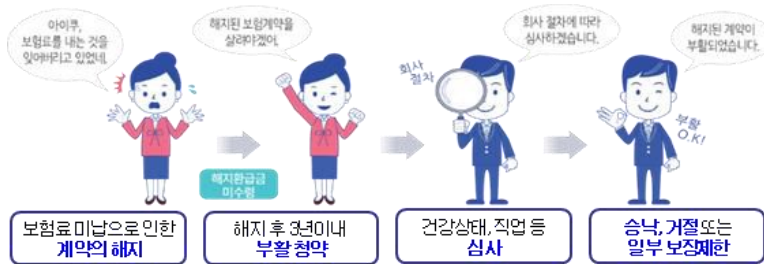 아이쿠,
보험료를 내는 것을
잊어버리고 있었네.
해지된 보험계약을
살려야겠어.
회사 절차에 따라
심사하겠습니다.
해지된 계약이
부활되었습니다.
회사
절차
부활
O.K!
해지환급금
미수령
보험료 미납으로 인한
계약의 해지
해지 후 3년이내
부활 청약
건강상태, 직업 등
심사
승낙, 거절 또는
일부 보장제한